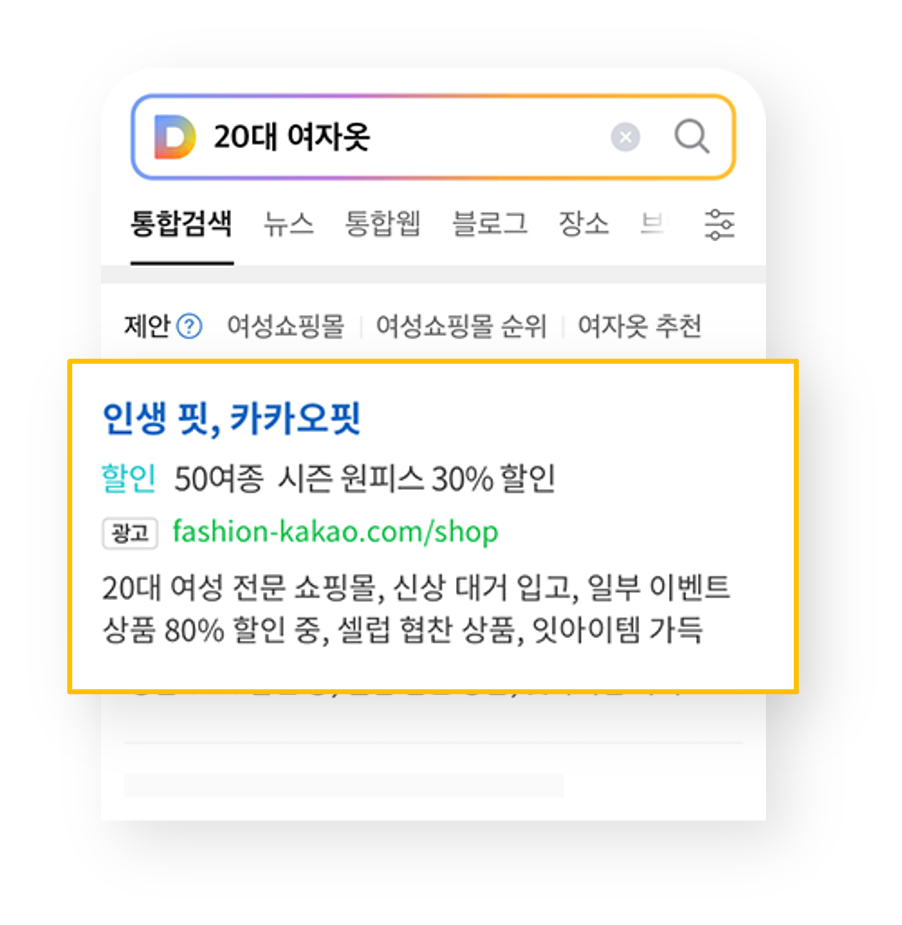 D 20대 여자옷
통합검색 뉴스 통합웹 블로그 장소
제안 ? 여성쇼핑몰 여성쇼핑몰 순위 여자옷 추천
인생 핏, 카카오핏
할인 50여종 시즌 원피스 30% 할인
광고 fashion-kakao.com/shop
20대 여성 전문 쇼핑몰, 신상 대거 입고, 일부 이벤트
상품 80% 할인 중, 셀럽 협찬 상품, 잇아이템 가득